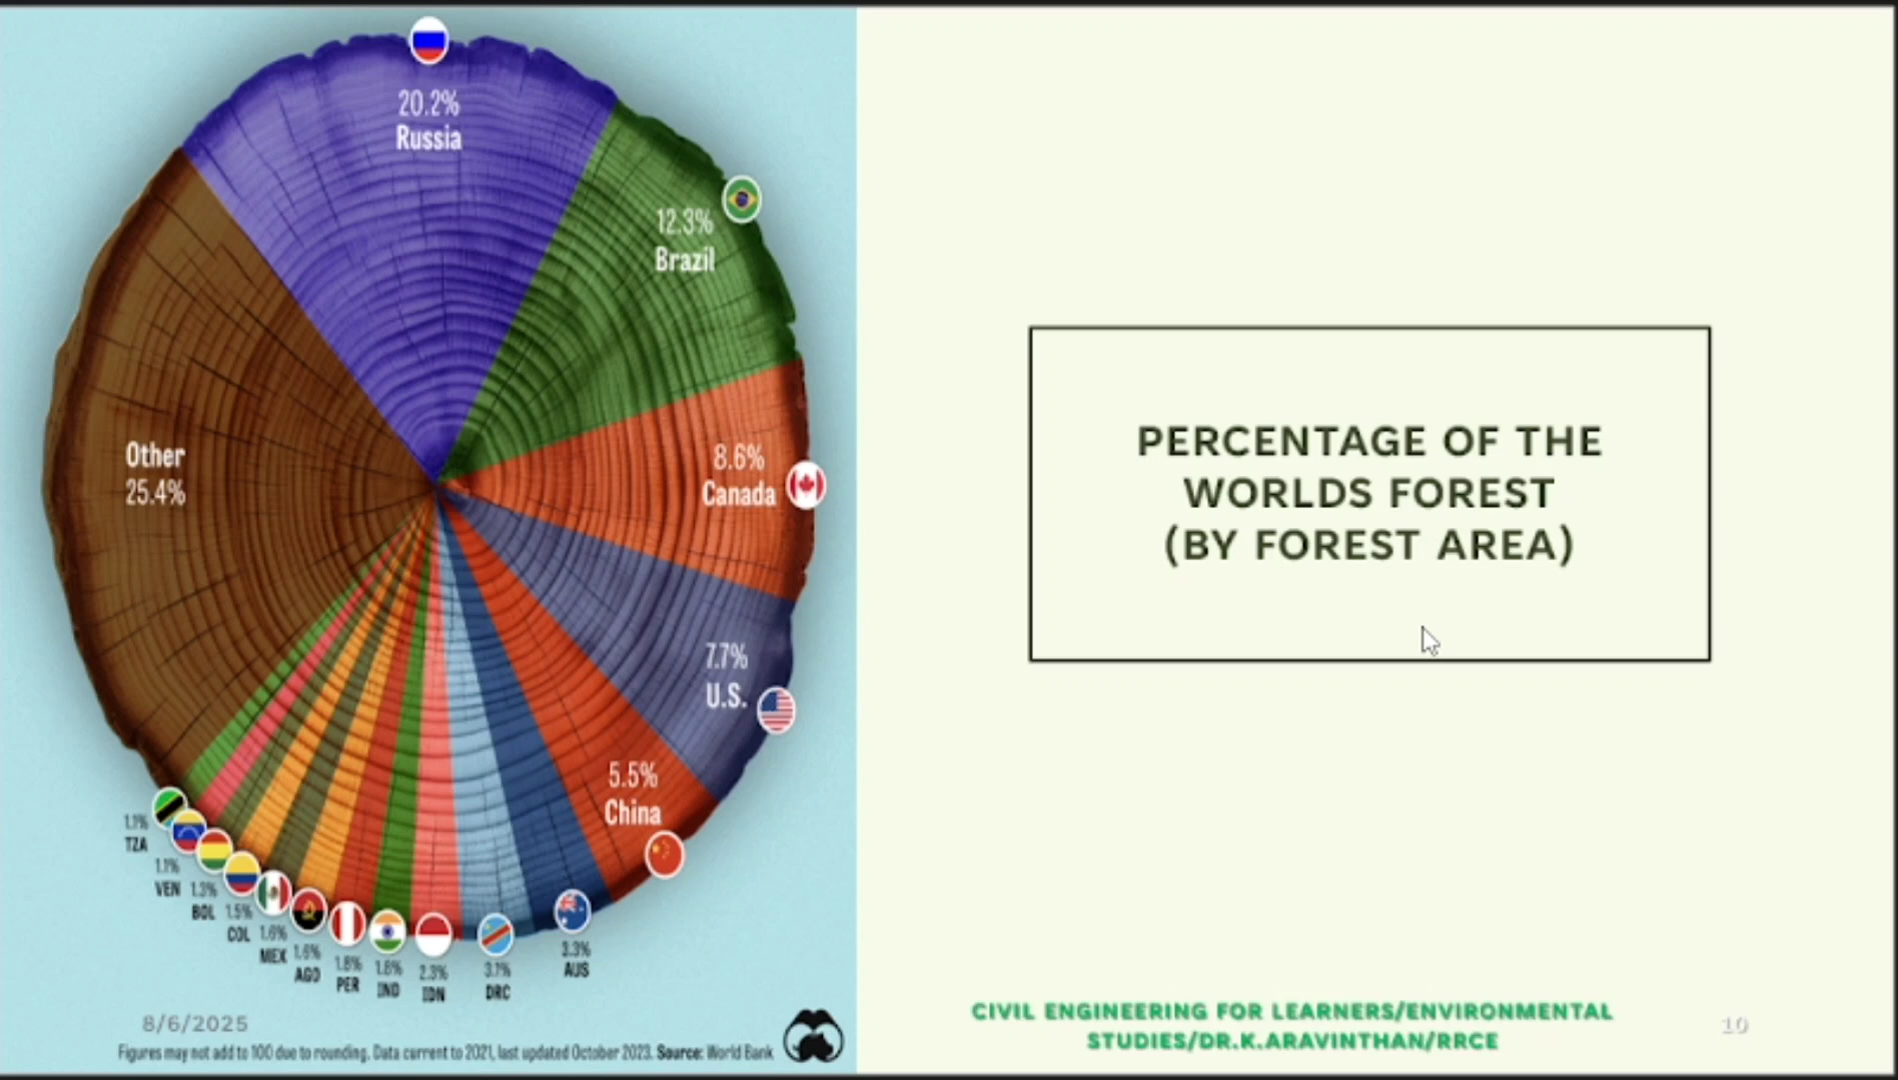 20.2%
Russia
12.3%
Brazil
8.6%
Canada
7.7%
U.S.
5.5%
China
3.3%
AUS
3.1%
DRC
2.3%
IDN
1.8%
IND
1.8%
PER
1.6%
AGO
1.6%
MEX
1.5%
COL
1.3%
BOL
1.1%
VEN
1.1%
TZA
Other
25.4%
8/6/2025
Figures may not add to 100 due to rounding. Data current to 2021, last updated October 2023. Source: World Bank
PERCENTAGE OF THE
WORLDS FOREST
(BY FOREST AREA)
CIVIL ENGINEERING FOR LEARNERS/ENVIRONMENTAL
STUDIES/DR.K.ARAVINTHAN/RRCE
10